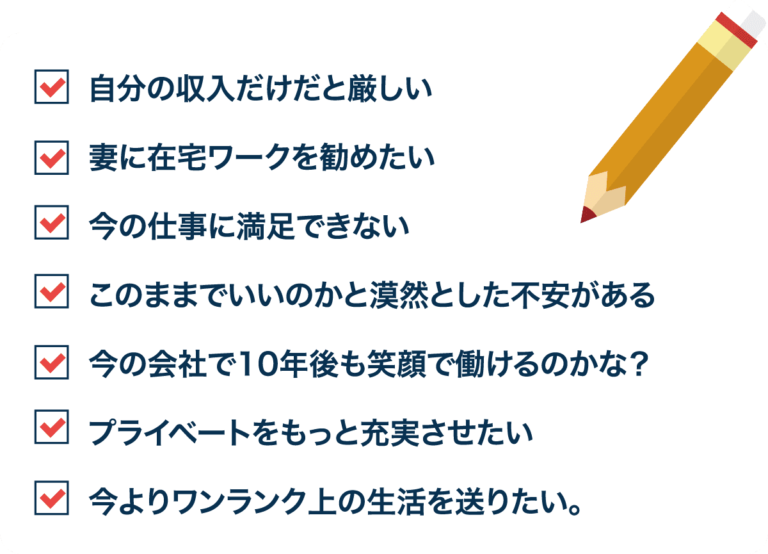 自分の収入だけだと厳しい
妻に在宅ワークを勧めたい
今の仕事に満足できない
このままでいいのかと漠然とした不安がある
今の会社で10年後も笑顔で働けるのかな？
プライベートをもっと充実させたい
今よりワンランク上の生活を送りたい。